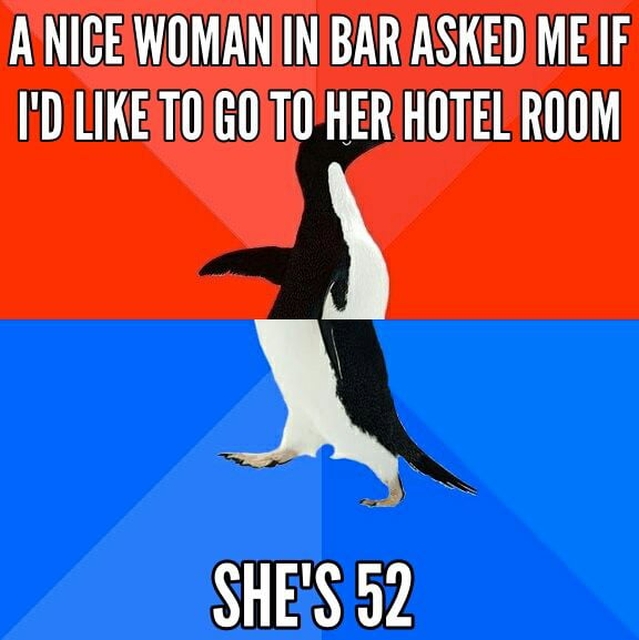 A NICE WOMAN IN BAR ASKED ME IF
I'D LIKE TO GO TO HER HOTEL ROOM
SHE'S 52